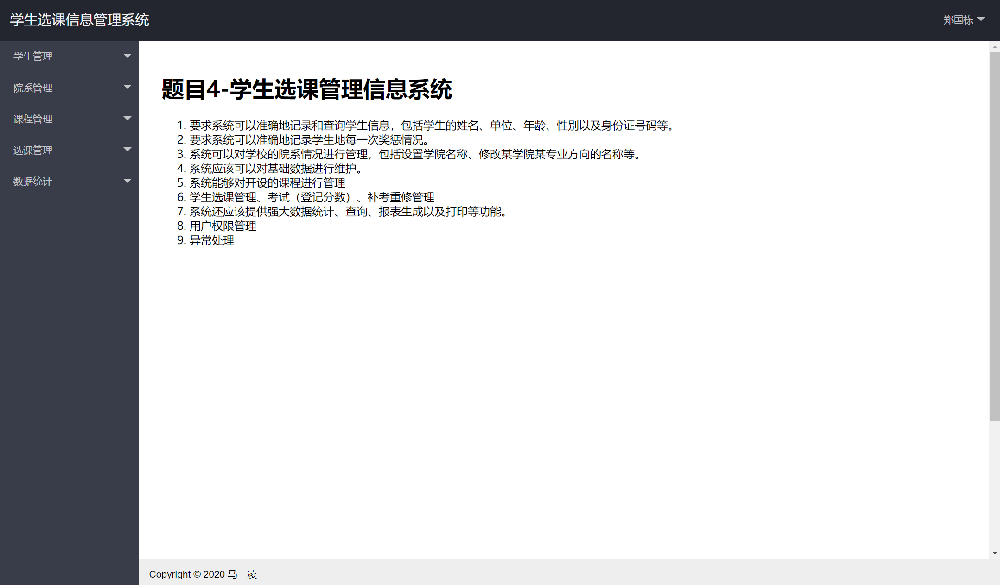 学生选课信息管理系统
郑国栋
学生管理
院系管理
课程管理
选课管理
数据统计
题目4-学生选课管理信息系统
1. 要求系统可以准确地记录和查询学生信息，包括学生的姓名、单位、年龄、性别以及身份证号码等。
2. 要求系统可以准确地记录学生地每一次奖惩情况。
3. 系统可以对学校的院系情况进行管理，包括设置学院名称、修改某学院某专业方向的名称等。
4. 系统应该可以对基础数据进行维护。
5. 系统能够对开设的课程进行管理
6. 学生选课管理、考试（登记分数）、补考重修管理
7. 系统还应该提供强大数据统计、查询、报表生成以及打印等功能。
8. 用户权限管理
9. 异常处理
Copyright © 2020 马一凌